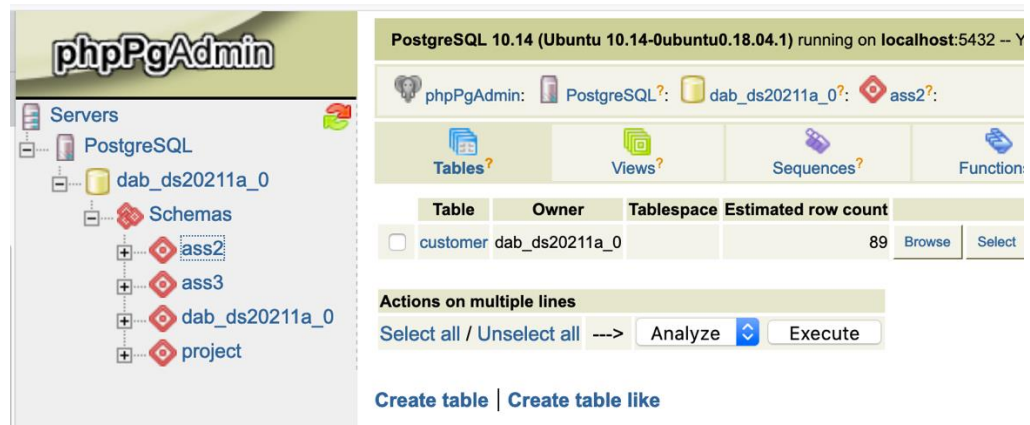 phpPgAdmin
Servers
PostgreSQL
dab_ds20211a_0
Schemas
ass2
ass3
dab_ds20211a_0
project
PostgreSQL 10.14 (Ubuntu 10.14-0ubuntu0.18.04.1) running on localhost:5432 -- Y
phpPgAdmin: PostgreSQL?: dab_ds20211a_0?: ass2?:
Tables? Views? Sequences? Function
Table Owner Tablespace Estimated row count
customer dab_ds20211a_0 89 Browse Select
Actions on multiple lines
Select all / Unselect all ---> Analyze Execute
Create table | Create table like